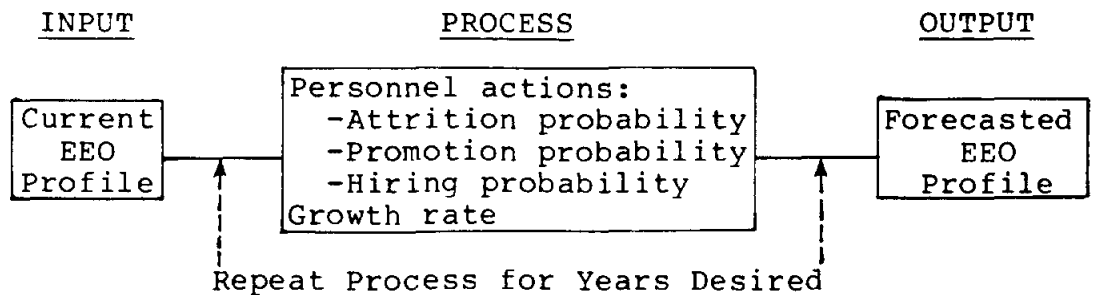 INPUT
PROCESS
OUTPUT
Current
EEO
Profile
Personnel actions:
-Attrition probability
-Promotion probability
-Hiring probability
Growth rate
Forecasted
EEO
Profile
Repeat Process for Years Desired